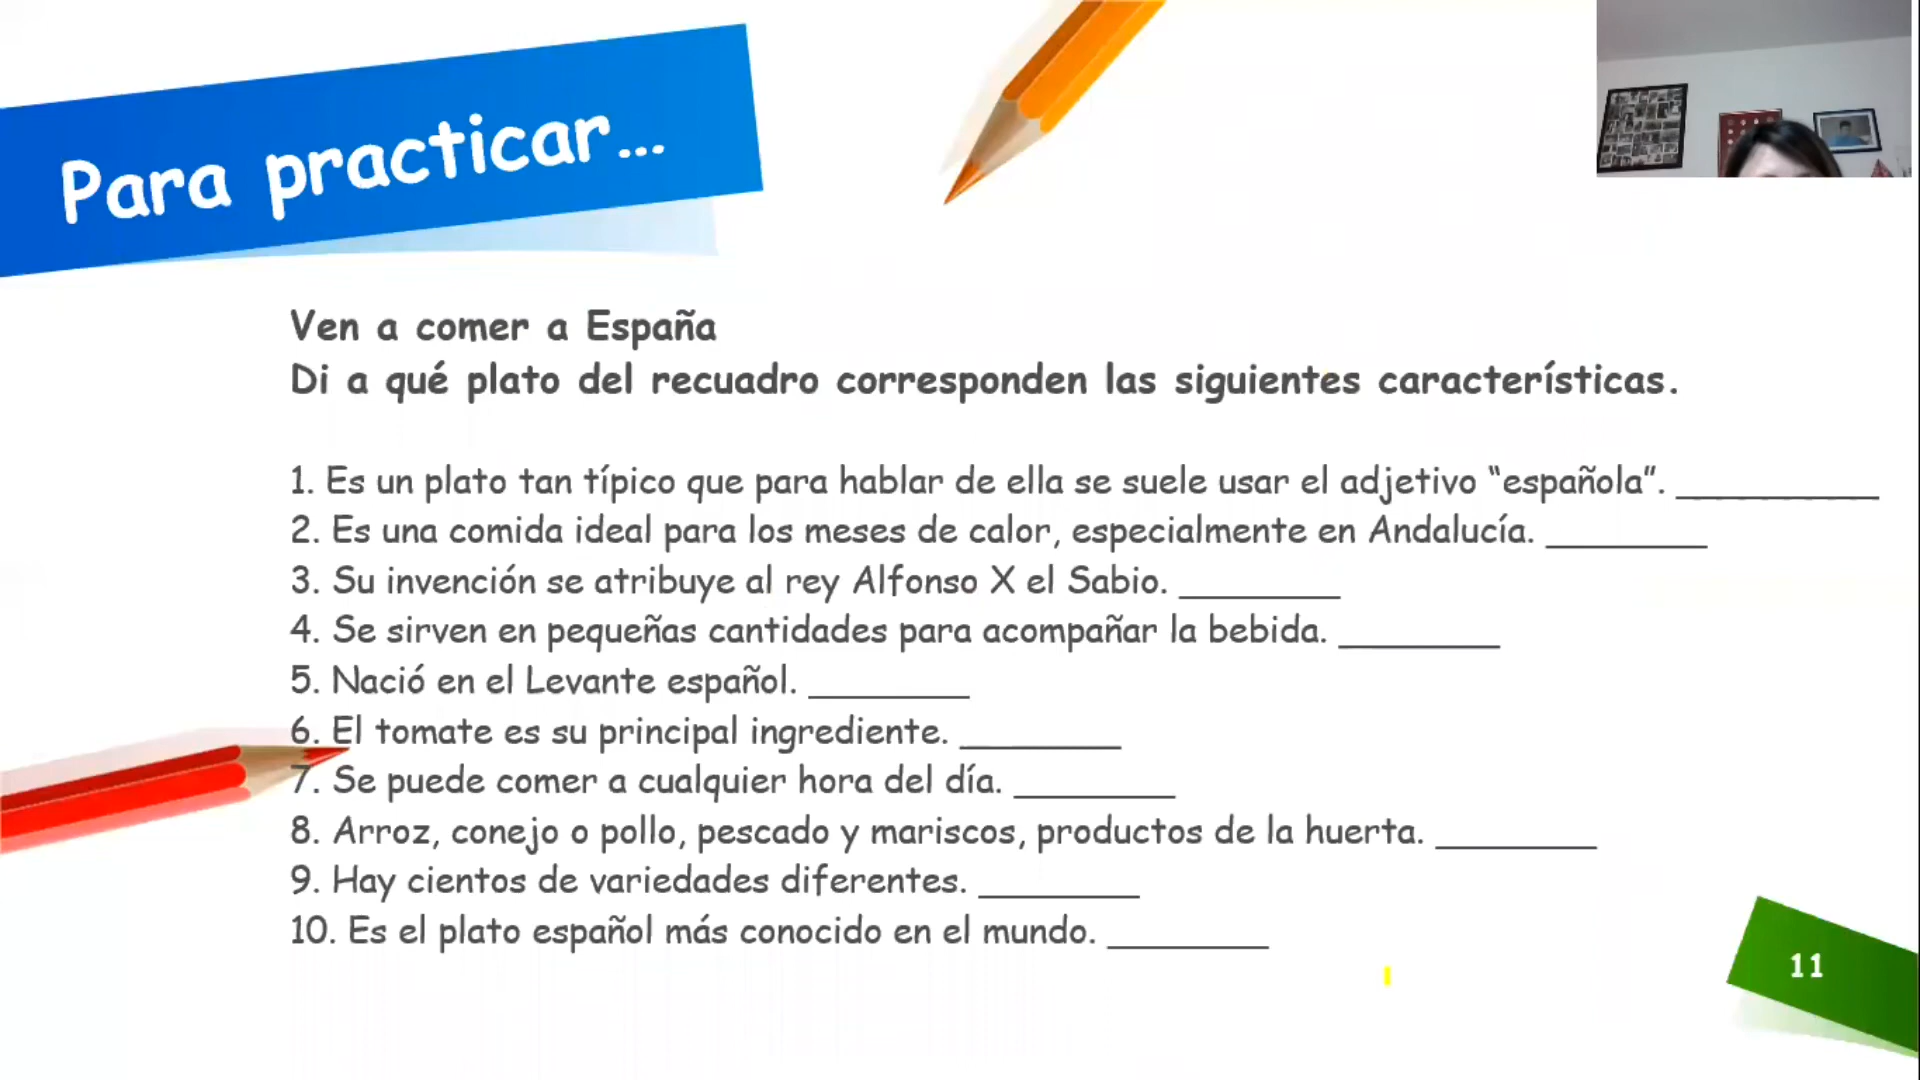 Para practicar...
Ven a comer a España
Di a qué plato del recuadro corresponden las siguientes características.
1. Es un plato tan típico que para hablar de ella se suele usar el adjetivo “española”. __________
2. Es una comida ideal para los meses de calor, especialmente en Andalucía. ________
3. Su invención se atribuye al rey Alfonso X el Sabio. ________
4. Se sirven en pequeñas cantidades para acompañar la bebida. ________
5. Nació en el Levante español. ________
6. El tomate es su principal ingrediente. ________
7. Se puede comer a cualquier hora del día. ________
8. Arroz, conejo o pollo, pescado y mariscos, productos de la huerta. ________
9. Hay cientos de variedades diferentes. ________
10. Es el plato español más conocido en el mundo. ________
11